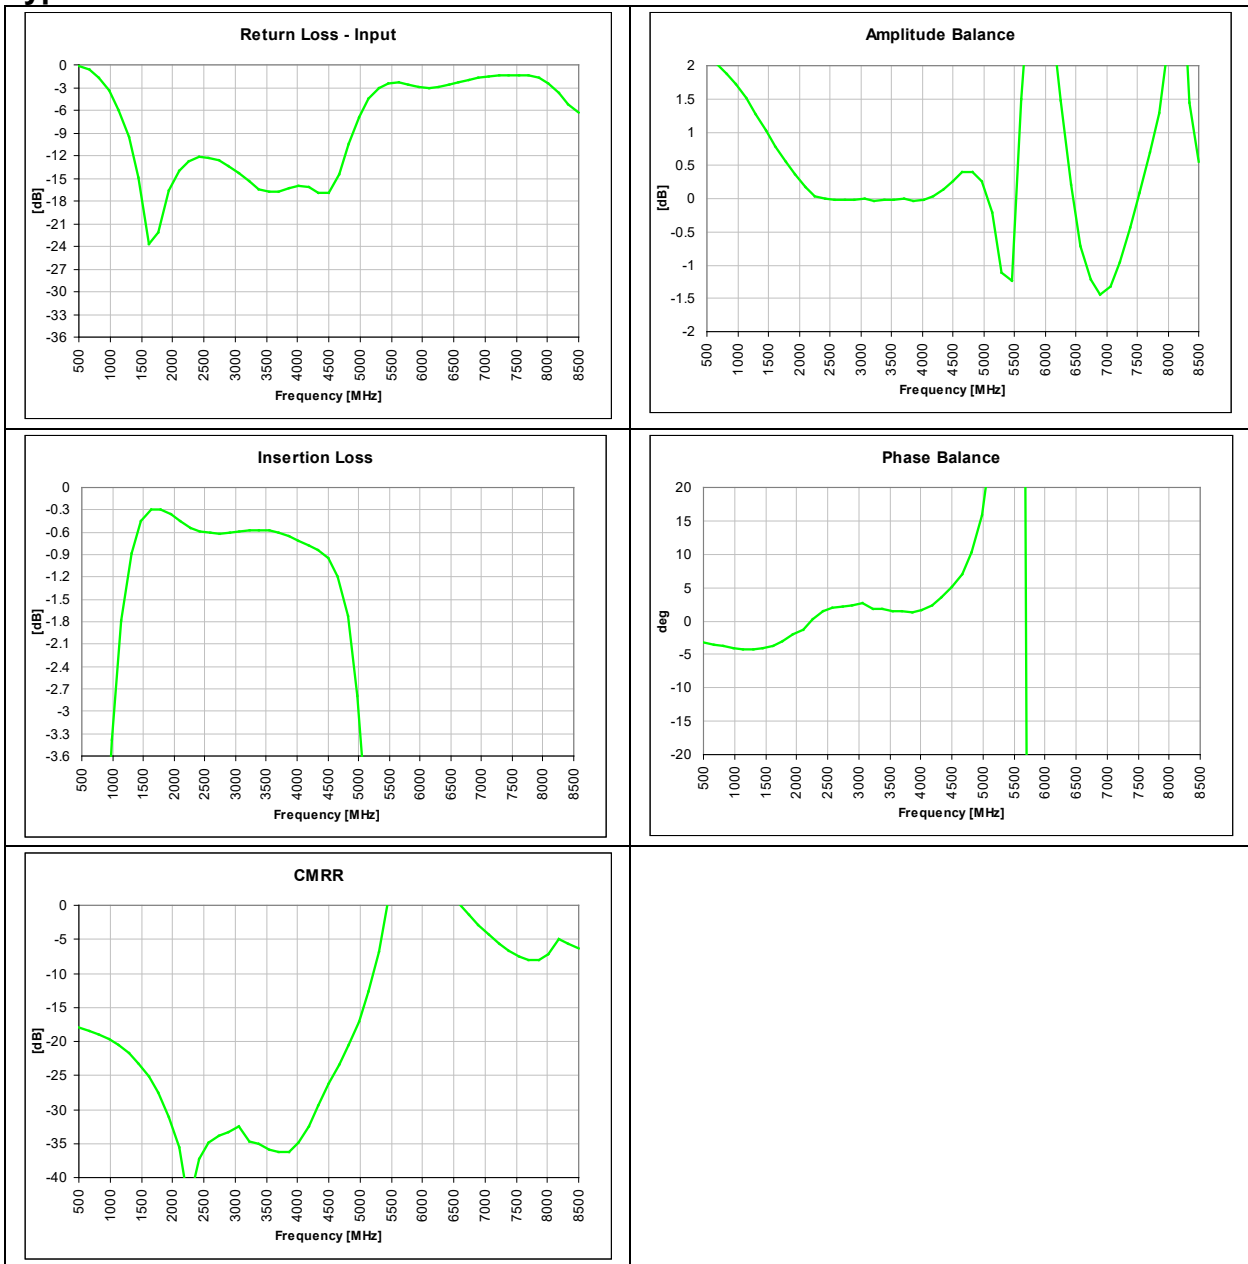 Return Loss - Input
0
-3
-6
-9
-12
-15
-18
-21
-24
-27
-30
-33
-36
[dB]
500 1000 1500 2000 2500 3000 3500 4000 4500 5000 5500 6000 6500 7000 7500 8000 8500
Frequency [MHz]
Amplitude Balance
2
1.5
1
0.5
0
-0.5
-1
-1.5
-2
[dB]
500 1000 1500 2000 2500 3000 3500 4000 4500 5000 5500 6000 6500 7000 7500 8000 8500
Frequency [MHz]
Insertion Loss
0
-0.3
-0.6
-0.9
-1.2
-1.5
-1.8
-2.1
-2.4
-2.7
-3
-3.3
-3.6
[dB]
500 1000 1500 2000 2500 3000 3500 4000 4500 5000 5500 6000 6500 7000 7500 8000 8500
Frequency [MHz]
Phase Balance
20
15
10
5
0
-5
-10
-15
-20
deg
500 1000 1500 2000 2500 3000 3500 4000 4500 5000 5500 6000 6500 7000 7500 8000 8500
Frequency [MHz]
CMRR
0
-5
-10
-15
-20
-25
-30
-35
-40
[dB]
500 1000 1500 2000 2500 3000 3500 4000 4500 5000 5500 6000 6500 7000 7500 8000 8500
Frequency [MHz]